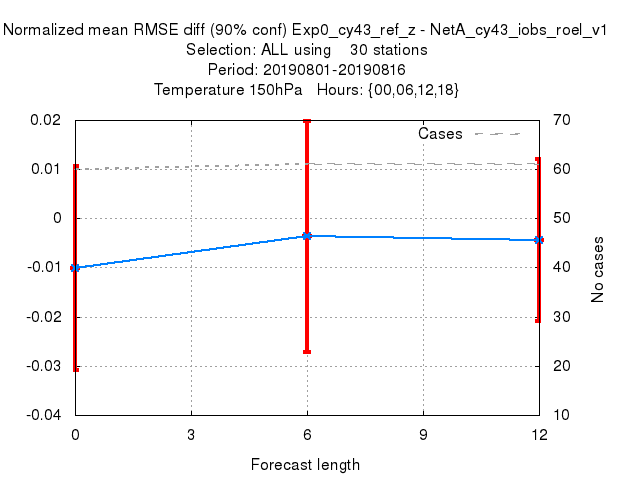 Normalized mean RMSE diff (90% conf) Exp0_cy43_ref_z - NetA_cy43_iobs_roel_v1
Selection: ALL using 30 stations
Period: 20190801-20190816
Temperature 150hPa Hours: {00,06,12,18}
0.02 70
Cases
0.01 60
0 50
-0.01 40
-0.02 30
-0.03 20
-0.04 10
No cases
0 3 6 9 12
Forecast length